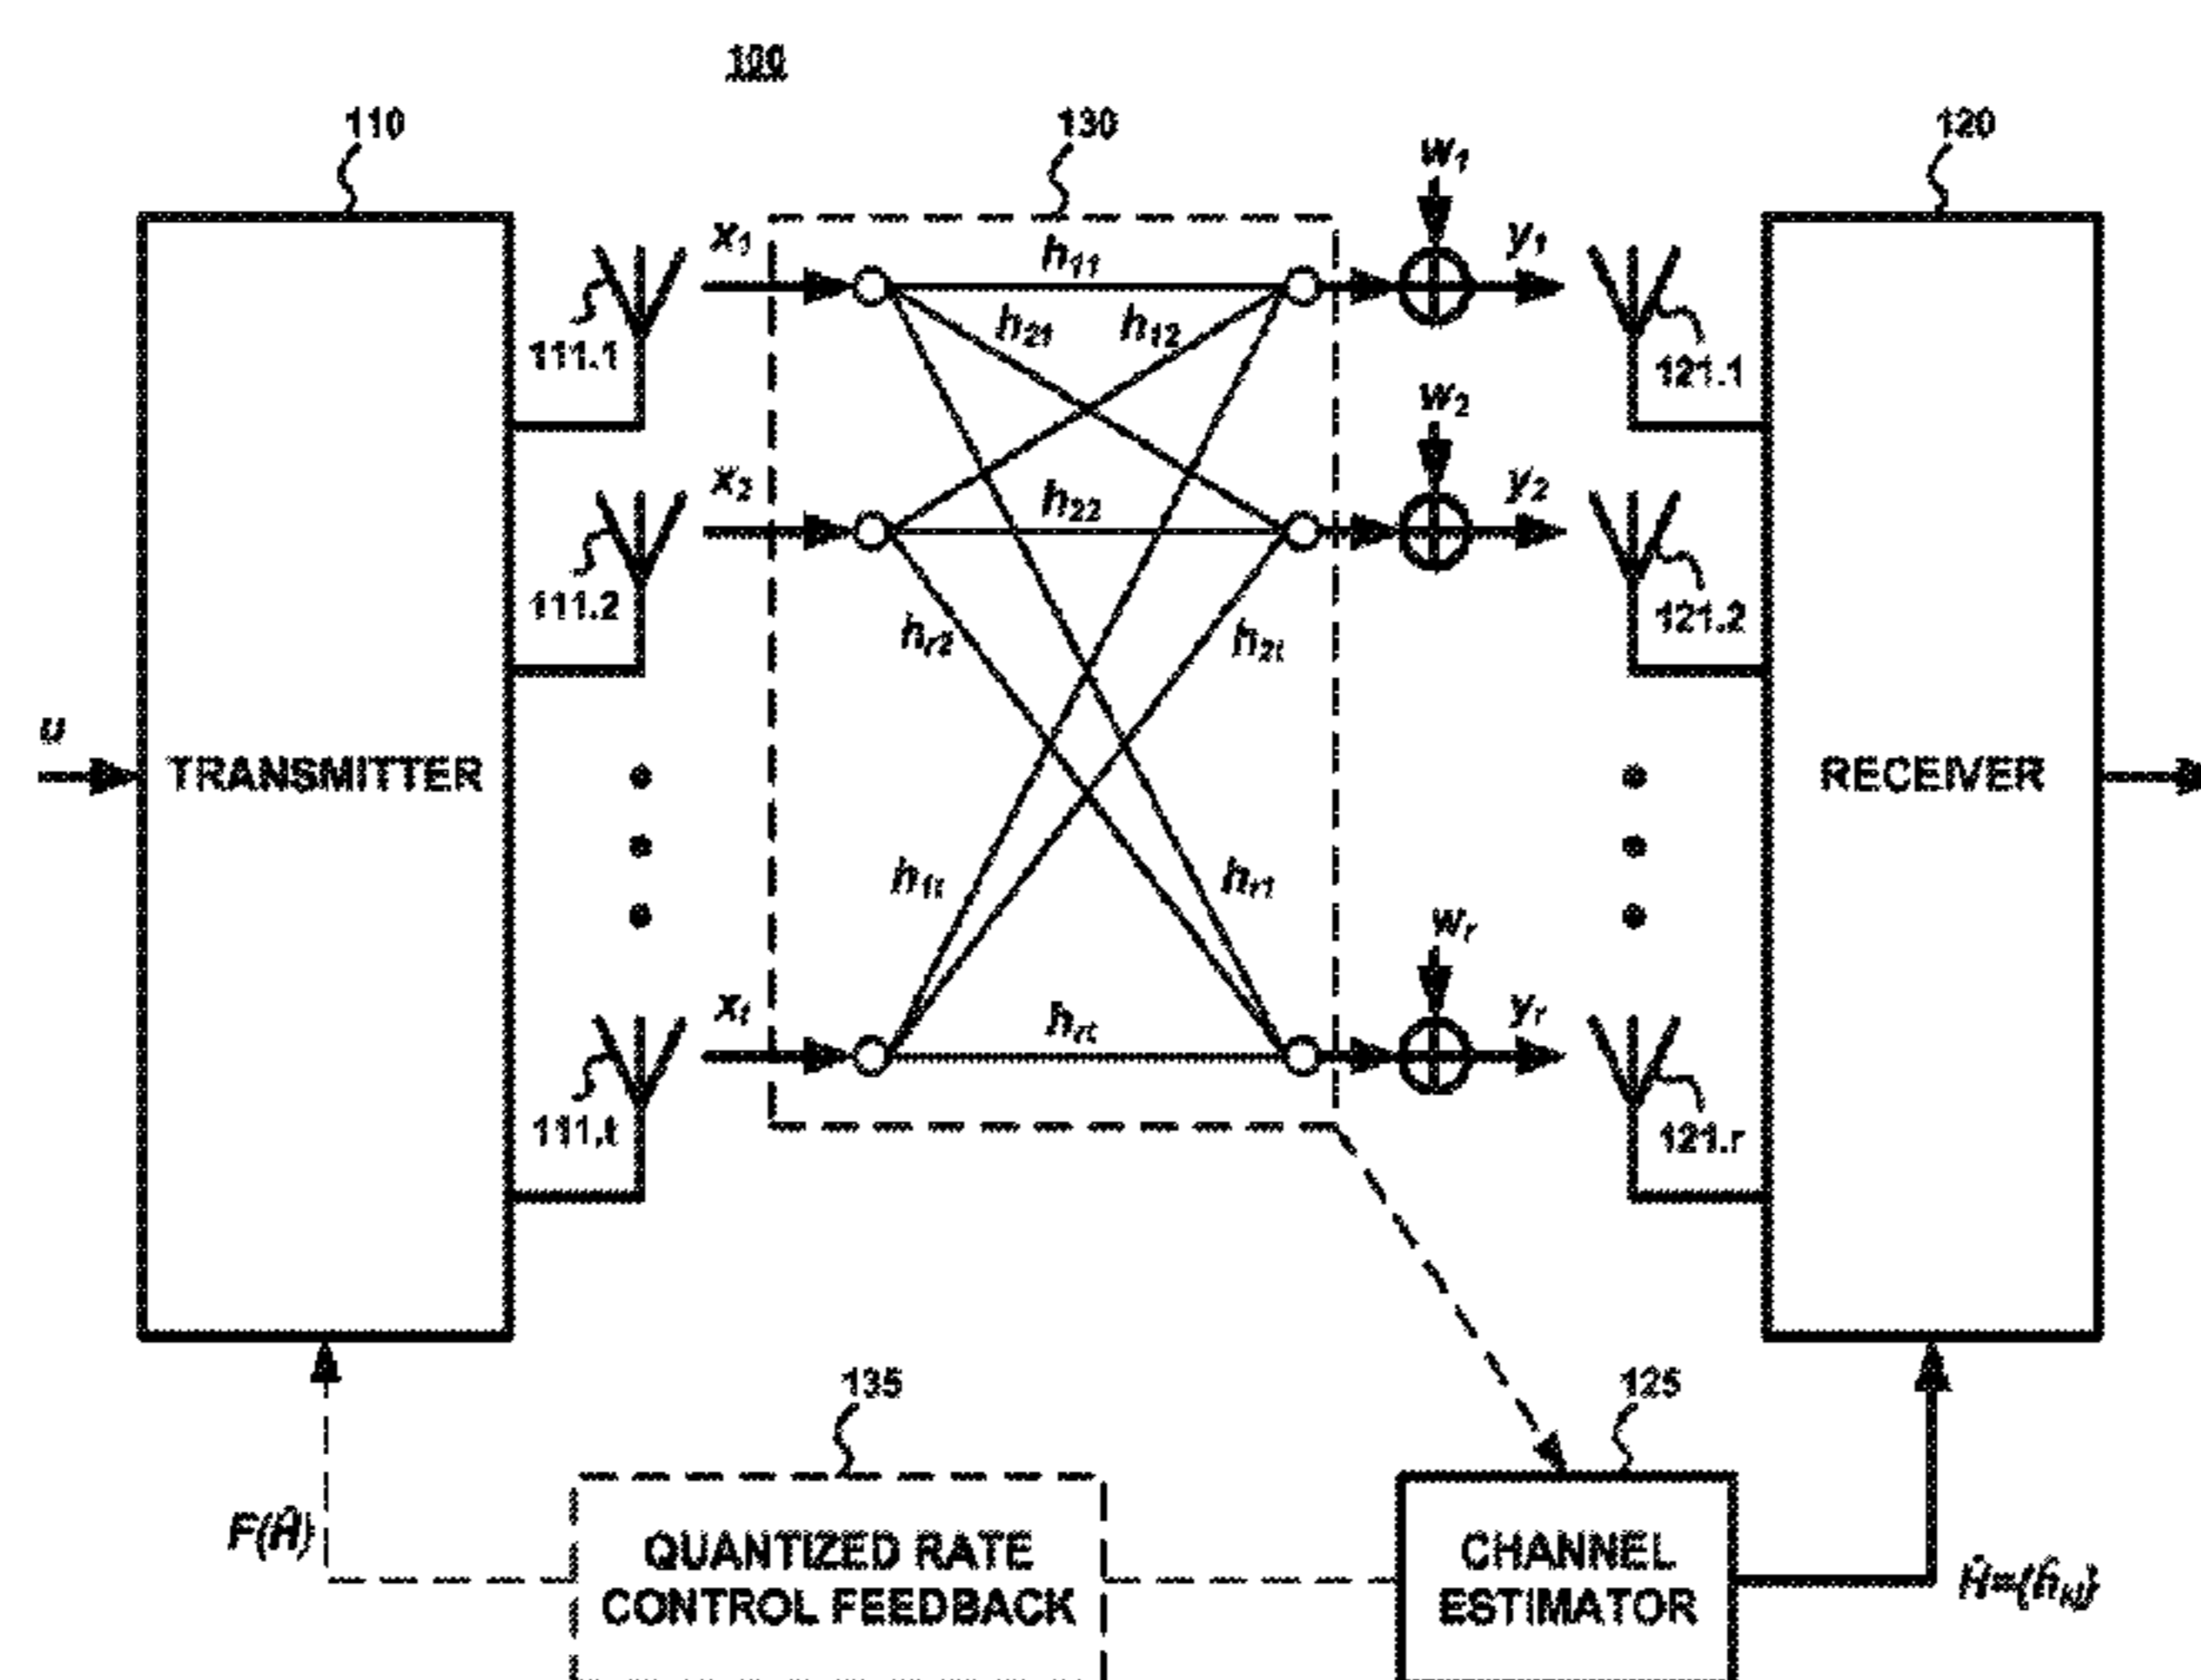 100
110
130
120
w₁
x₁
h₁₁
y₁
h₂₁
h₁₂
111.1
121.1
w₂
x₂
h₂₂
y₂
111.2
121.2
hᵣ₂
h₂ₜ
u
TRANSMITTER
RECEIVER
h₁ₜ
hᵣ₁
wᵣ
xₜ
hᵣₜ
yᵣ
111.t
121.r
135
125
F(Ĥ)
QUANTIZED RATE
CONTROL FEEDBACK
CHANNEL
ESTIMATOR